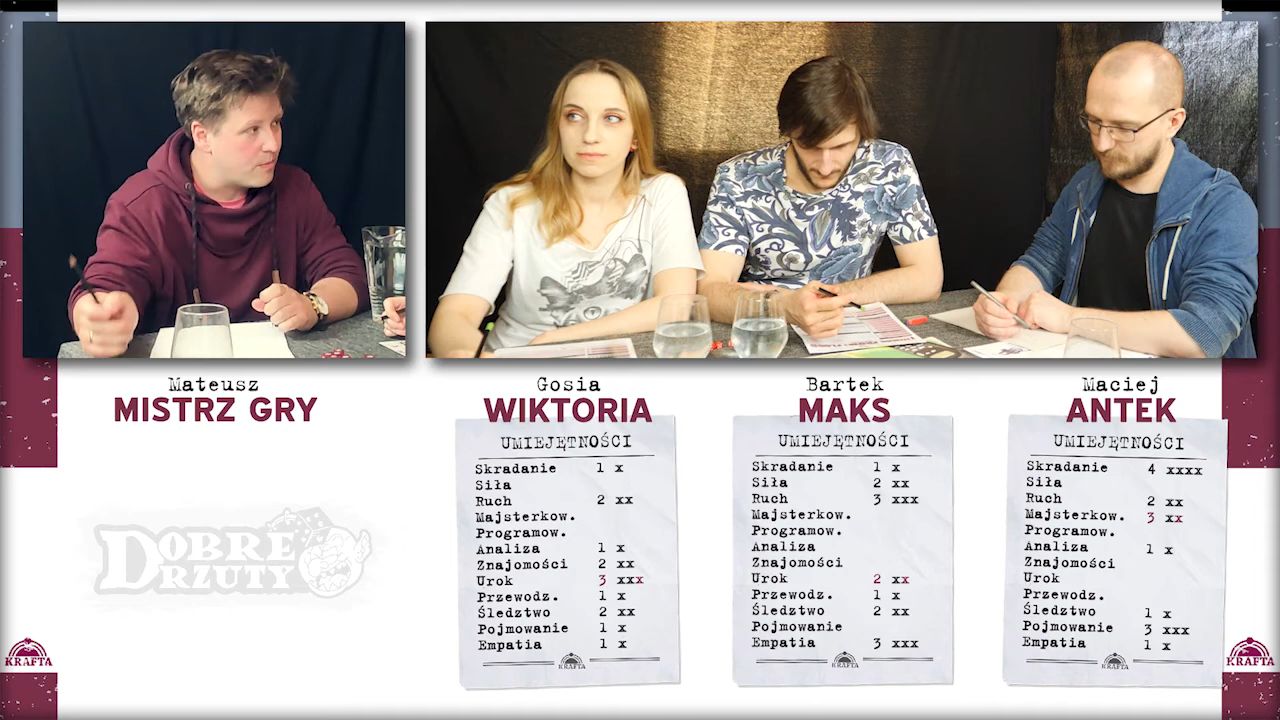 Mateusz
MISTRZ GRY
Gosia
WIKTORIA
Bartek
MAKS
Maciej
ANTEK
UMIEJĘTNOŚCI
Skradanie 1 x
Siła
Ruch 2 xx
Majsterkow.
Programow.
Analiza 1 x
Znajomości 2 xx
Urok 3 xxx
Przewodz. 1 x
Śledztwo 2 xx
Pojmowanie 1 x
Empatia 1 x
KRAFTA
UMIEJĘTNOŚCI
Skradanie 1 x
Siła 2 xx
Ruch 3 xxx
Majsterkow.
Programow.
Analiza
Znajomości
Urok 2 xx
Przewodz. 1 x
Śledztwo 2 xx
Pojmowanie
Empatia 3 xxx
KRAFTA
UMIEJĘTNOŚCI
Skradanie 4 xxxx
Siła
Ruch 2 xx
Majsterkow. 3 xx
Programow.
Analiza 1 x
Znajomości
Urok
Przewodz.
Śledztwo 1 x
Pojmowanie 3 xxx
Empatia 1 x
KRAFTA
DOBRE
RZUTY
KRAFTA
KRAFTA